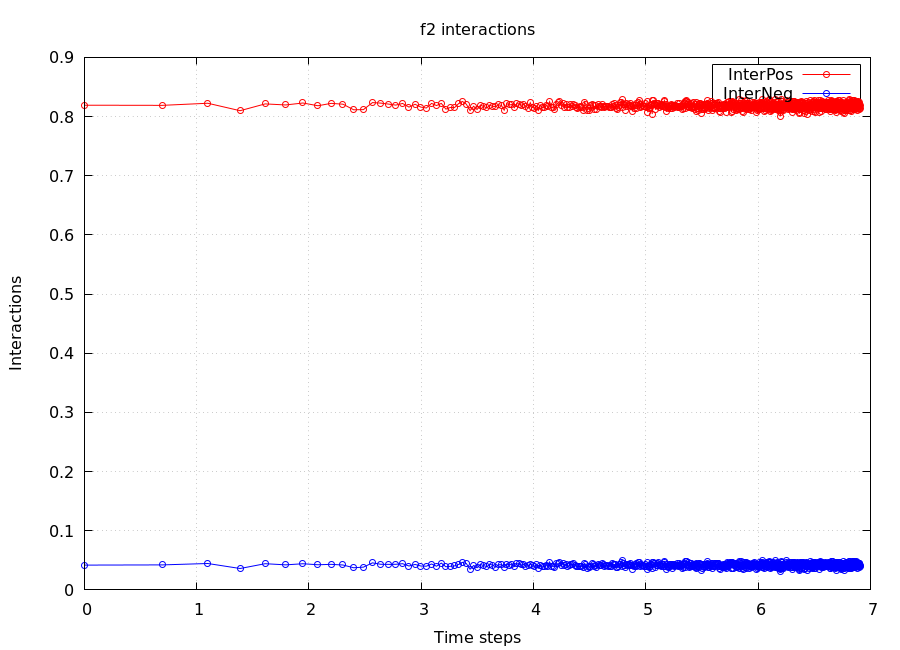 f2 interactions
0.9
0.8
0.7
0.6
0.5
0.4
0.3
0.2
0.1
0
InterPos
InterNeg
Interactions
0 1 2 3 4 5 6 7
Time steps